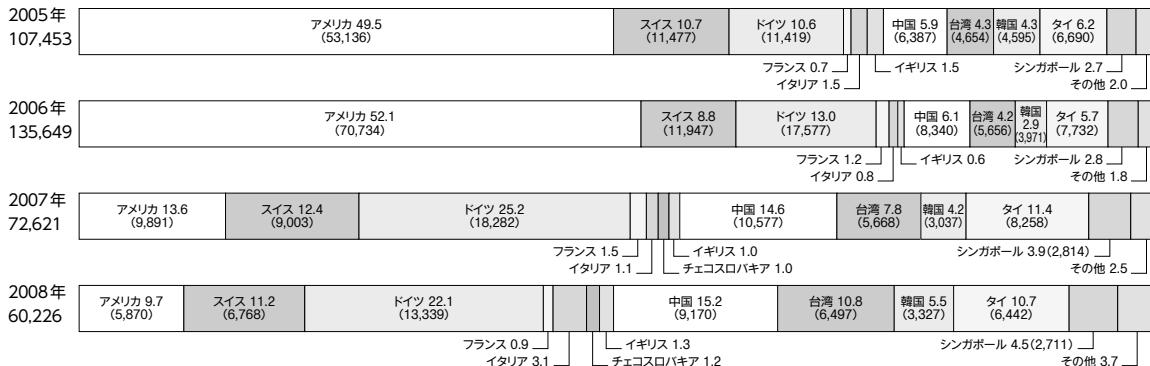 2005年
107,453
アメリカ 49.5
(53,136)
スイス 10.7
(11,477)
ドイツ 10.6
(11,419)
中国 5.9
(6,387)
台湾 4.3
(4,654)
韓国 4.3
(4,595)
タイ 6.2
(6,690)
フランス 0.7
イタリア 1.5
イギリス 1.5
シンガポール 2.7
その他 2.0
2006年
135,649
アメリカ 52.1
(70,734)
スイス 8.8
(11,947)
ドイツ 13.0
(17,577)
中国 6.1
(8,340)
台湾 4.2
(5,656)
韓国
2.9
(3,971)
タイ 5.7
(7,732)
フランス 1.2
イタリア 0.8
イギリス 0.6
シンガポール 2.8
その他 1.8
2007年
72,621
アメリカ 13.6
(9,891)
スイス 12.4
(9,003)
ドイツ 25.2
(18,282)
中国 14.6
(10,577)
台湾 7.8
(5,668)
韓国 4.2
(3,037)
タイ 11.4
(8,258)
フランス 1.5
イタリア 1.1
イギリス 1.0
チェコスロバキア 1.0
シンガポール 3.9(2,814)
その他 2.5
2008年
60,226
アメリカ 9.7
(5,870)
スイス 11.2
(6,768)
ドイツ 22.1
(13,339)
中国 15.2
(9,170)
台湾 10.8
(6,497)
韓国 5.5
(3,327)
タイ 10.7
(6,442)
フランス 0.9
イタリア 3.1
イギリス 1.3
チェコスロバキア 1.2
シンガポール 4.5(2,711)
その他 3.7